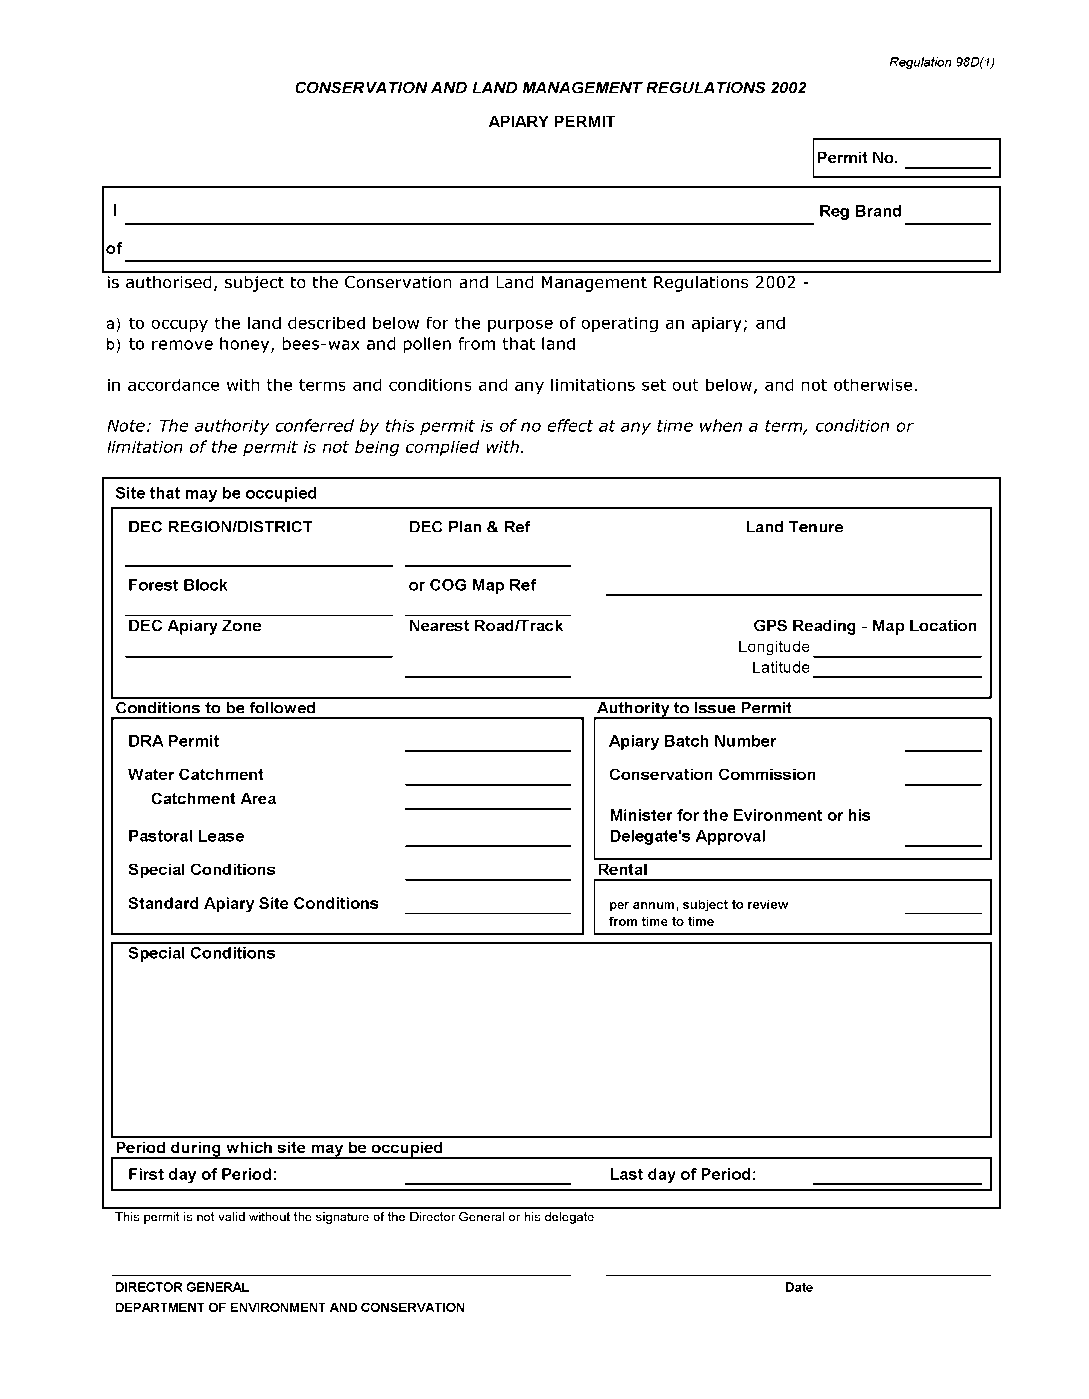 Regulation 98D(1)
CONSERVATION AND LAND MANAGEMENT REGULATIONS 2002
APIARY PERMIT
Permit No.
I Reg Brand
of
is authorised, subject to the Conservation and Land Management Regulations 2002 -
a) to occupy the land described below for the purpose of operating an apiary; and
b) to remove honey, bees-wax and pollen from that land
in accordance with the terms and conditions and any limitations set out below, and not otherwise.
Note: The authority conferred by this permit is of no effect at any time when a term, condition or
limitation of the permit is not being complied with.
Site that may be occupied
DEC REGION/DISTRICT DEC Plan & Ref Land Tenure
Forest Block or COG Map Ref
DEC Apiary Zone Nearest Road/Track GPS Reading - Map Location
Longitude
Latitude
Conditions to be followed
DRA Permit
Water Catchment
Catchment Area
Pastoral Lease
Special Conditions
Standard Apiary Site Conditions
Authority to Issue Permit
Apiary Batch Number
Conservation Commission
Minister for the Evironment or his
Delegate's Approval
Rental
per annum, subject to review
from time to time
Special Conditions
Period during which site may be occupied
First day of Period: Last day of Period:
This permit is not valid without the signature of the Director General or his delegate
DIRECTOR GENERAL Date
DEPARTMENT OF ENVIRONMENT AND CONSERVATION